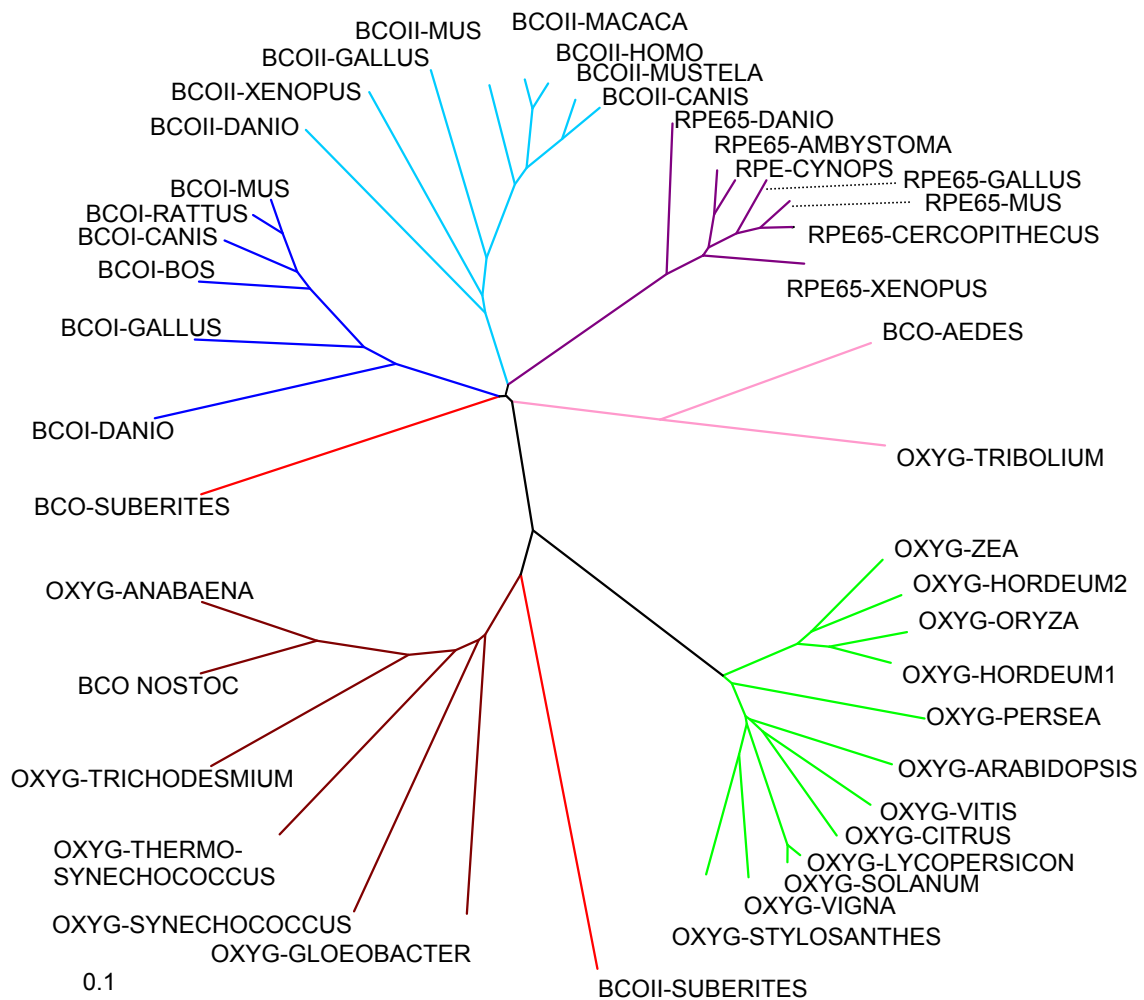 BCOII-MACACA
BCOII-MUS
BCOII-HOMO
BCOII-GALLUS
BCOII-MUSTELA
BCOII-XENOPUS
BCOII-CANIS
BCOII-DANIO
RPE65-DANIO
RPE65-AMBYSTOMA
RPE-CYNOPS
RPE65-GALLUS
BCOI-MUS
RPE65-MUS
BCOI-RATTUS
BCOI-CANIS
RPE65-CERCOPITHECUS
BCOI-BOS
RPE65-XENOPUS
BCOI-GALLUS
BCO-AEDES
BCOI-DANIO
OXYG-TRIBOLIUM
BCO-SUBERITES
OXYG-ZEA
OXYG-ANABAENA
OXYG-HORDEUM2
OXYG-ORYZA
OXYG-HORDEUM1
BCO NOSTOC
OXYG-PERSEA
OXYG-ARABIDOPSIS
OXYG-TRICHODESMIUM
OXYG-VITIS
OXYG-CITRUS
OXYG-THERMO-
SYNECHOCOCCUS
OXYG-LYCOPERSICON
OXYG-SOLANUM
OXYG-VIGNA
OXYG-SYNECHOCOCCUS
OXYG-STYLOSANTHES
OXYG-GLOEOBACTER
0.1
BCOII-SUBERITES